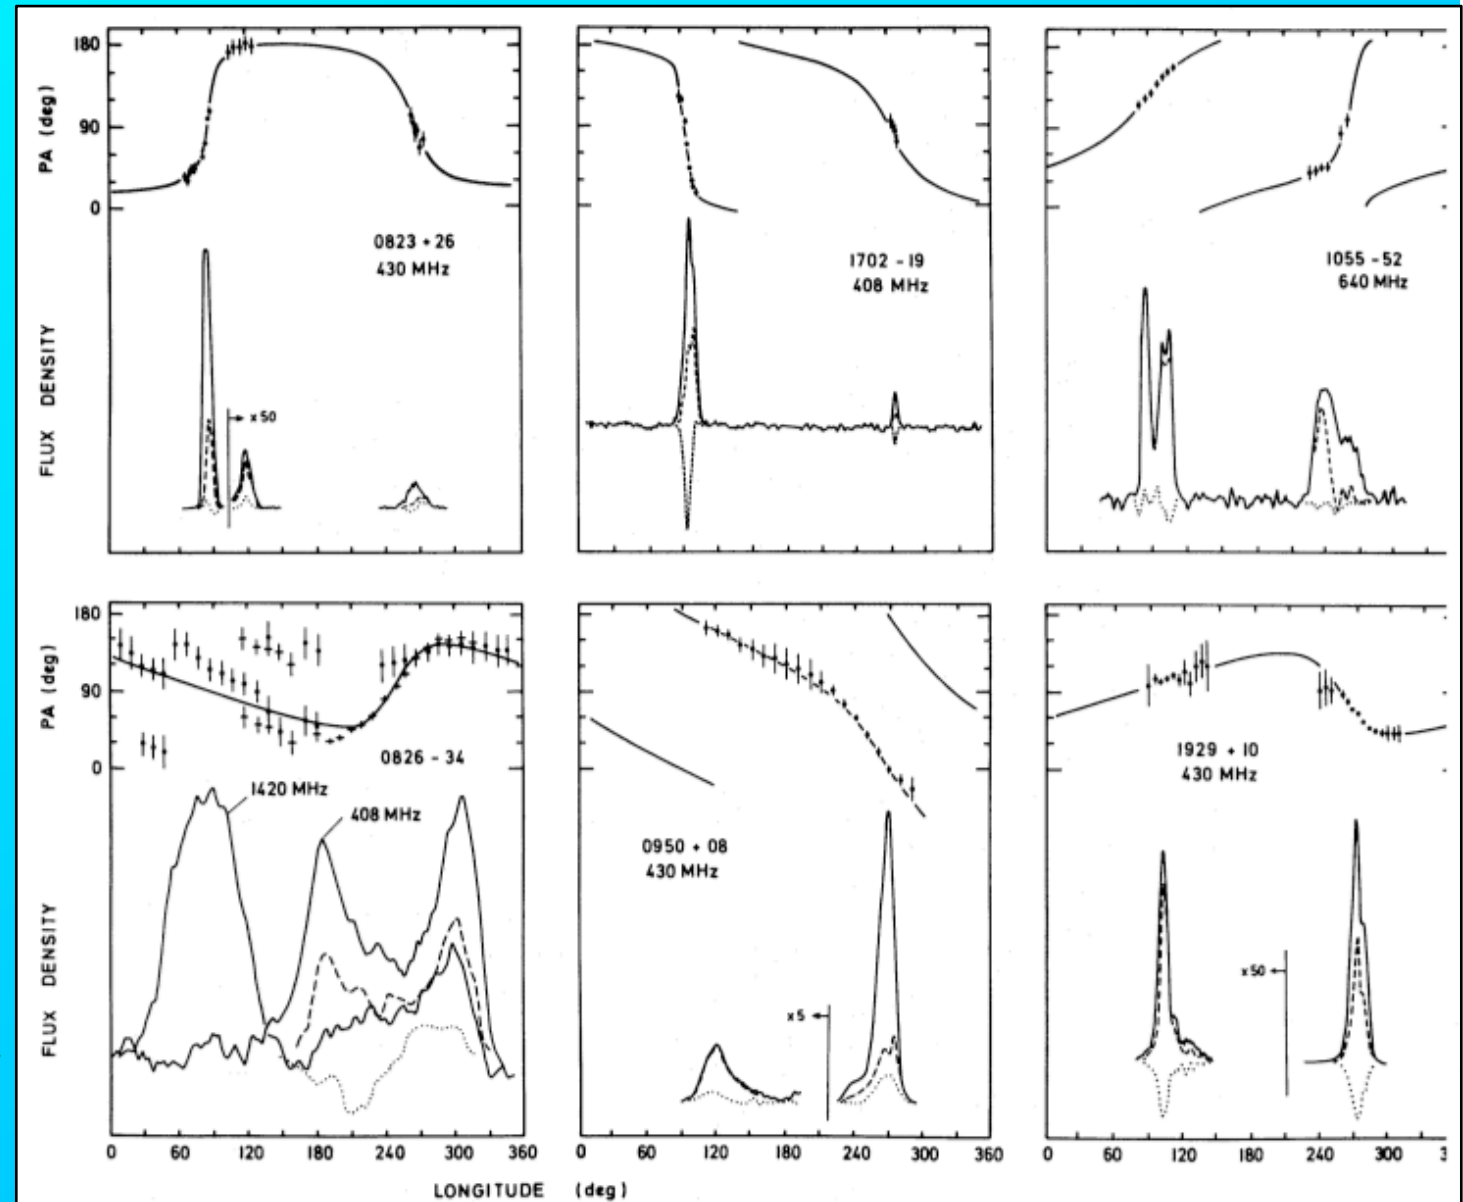 PA (deg)
180
90
0
0823 + 26
430 MHz
FLUX DENSITY
x 50
1702 - 19
408 MHz
1055 - 52
640 MHz
PA (deg)
180
90
0
0826 - 34
1420 MHz
408 MHz
FLUX DENSITY
0950 + 08
430 MHz
x 5
1929 + 10
430 MHz
x 50
0 60 120 180 240 300 360
0 60 120 180 240 300 360
0 60 120 190 240 300
LONGITUDE (deg)